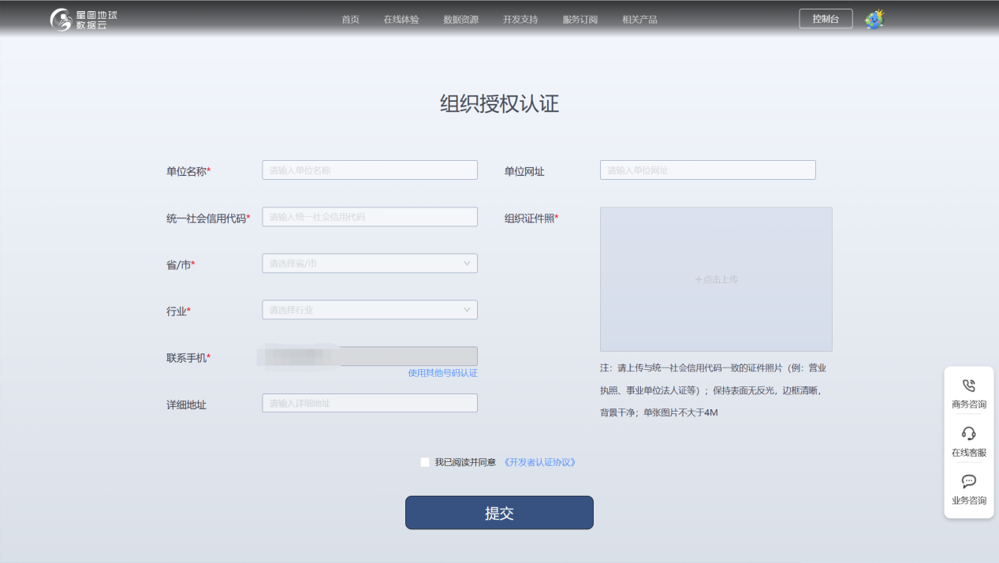 星图地球
数据云
首页 在线体验 数据资源 开发支持 服务订阅 相关产品
控制台
组织授权认证
单位名称* 请输入单位名称
单位网址 请输入单位网址
统一社会信用代码* 请输入统一社会信用代码
组织证件照*
+点击上传
省/市* 请选择省/市
行业* 请选择行业
联系手机*
使用其他号码认证
详细地址 请输入详细地址
注：请上传与统一社会信用代码一致的证件照片（例：营业
执照、事业单位法人证等）；保持表面无反光，边框清晰，
背景干净；单张图片不大于4M
商务咨询
在线客服
业务咨询
我已阅读并同意 《开发者认证协议》
提交